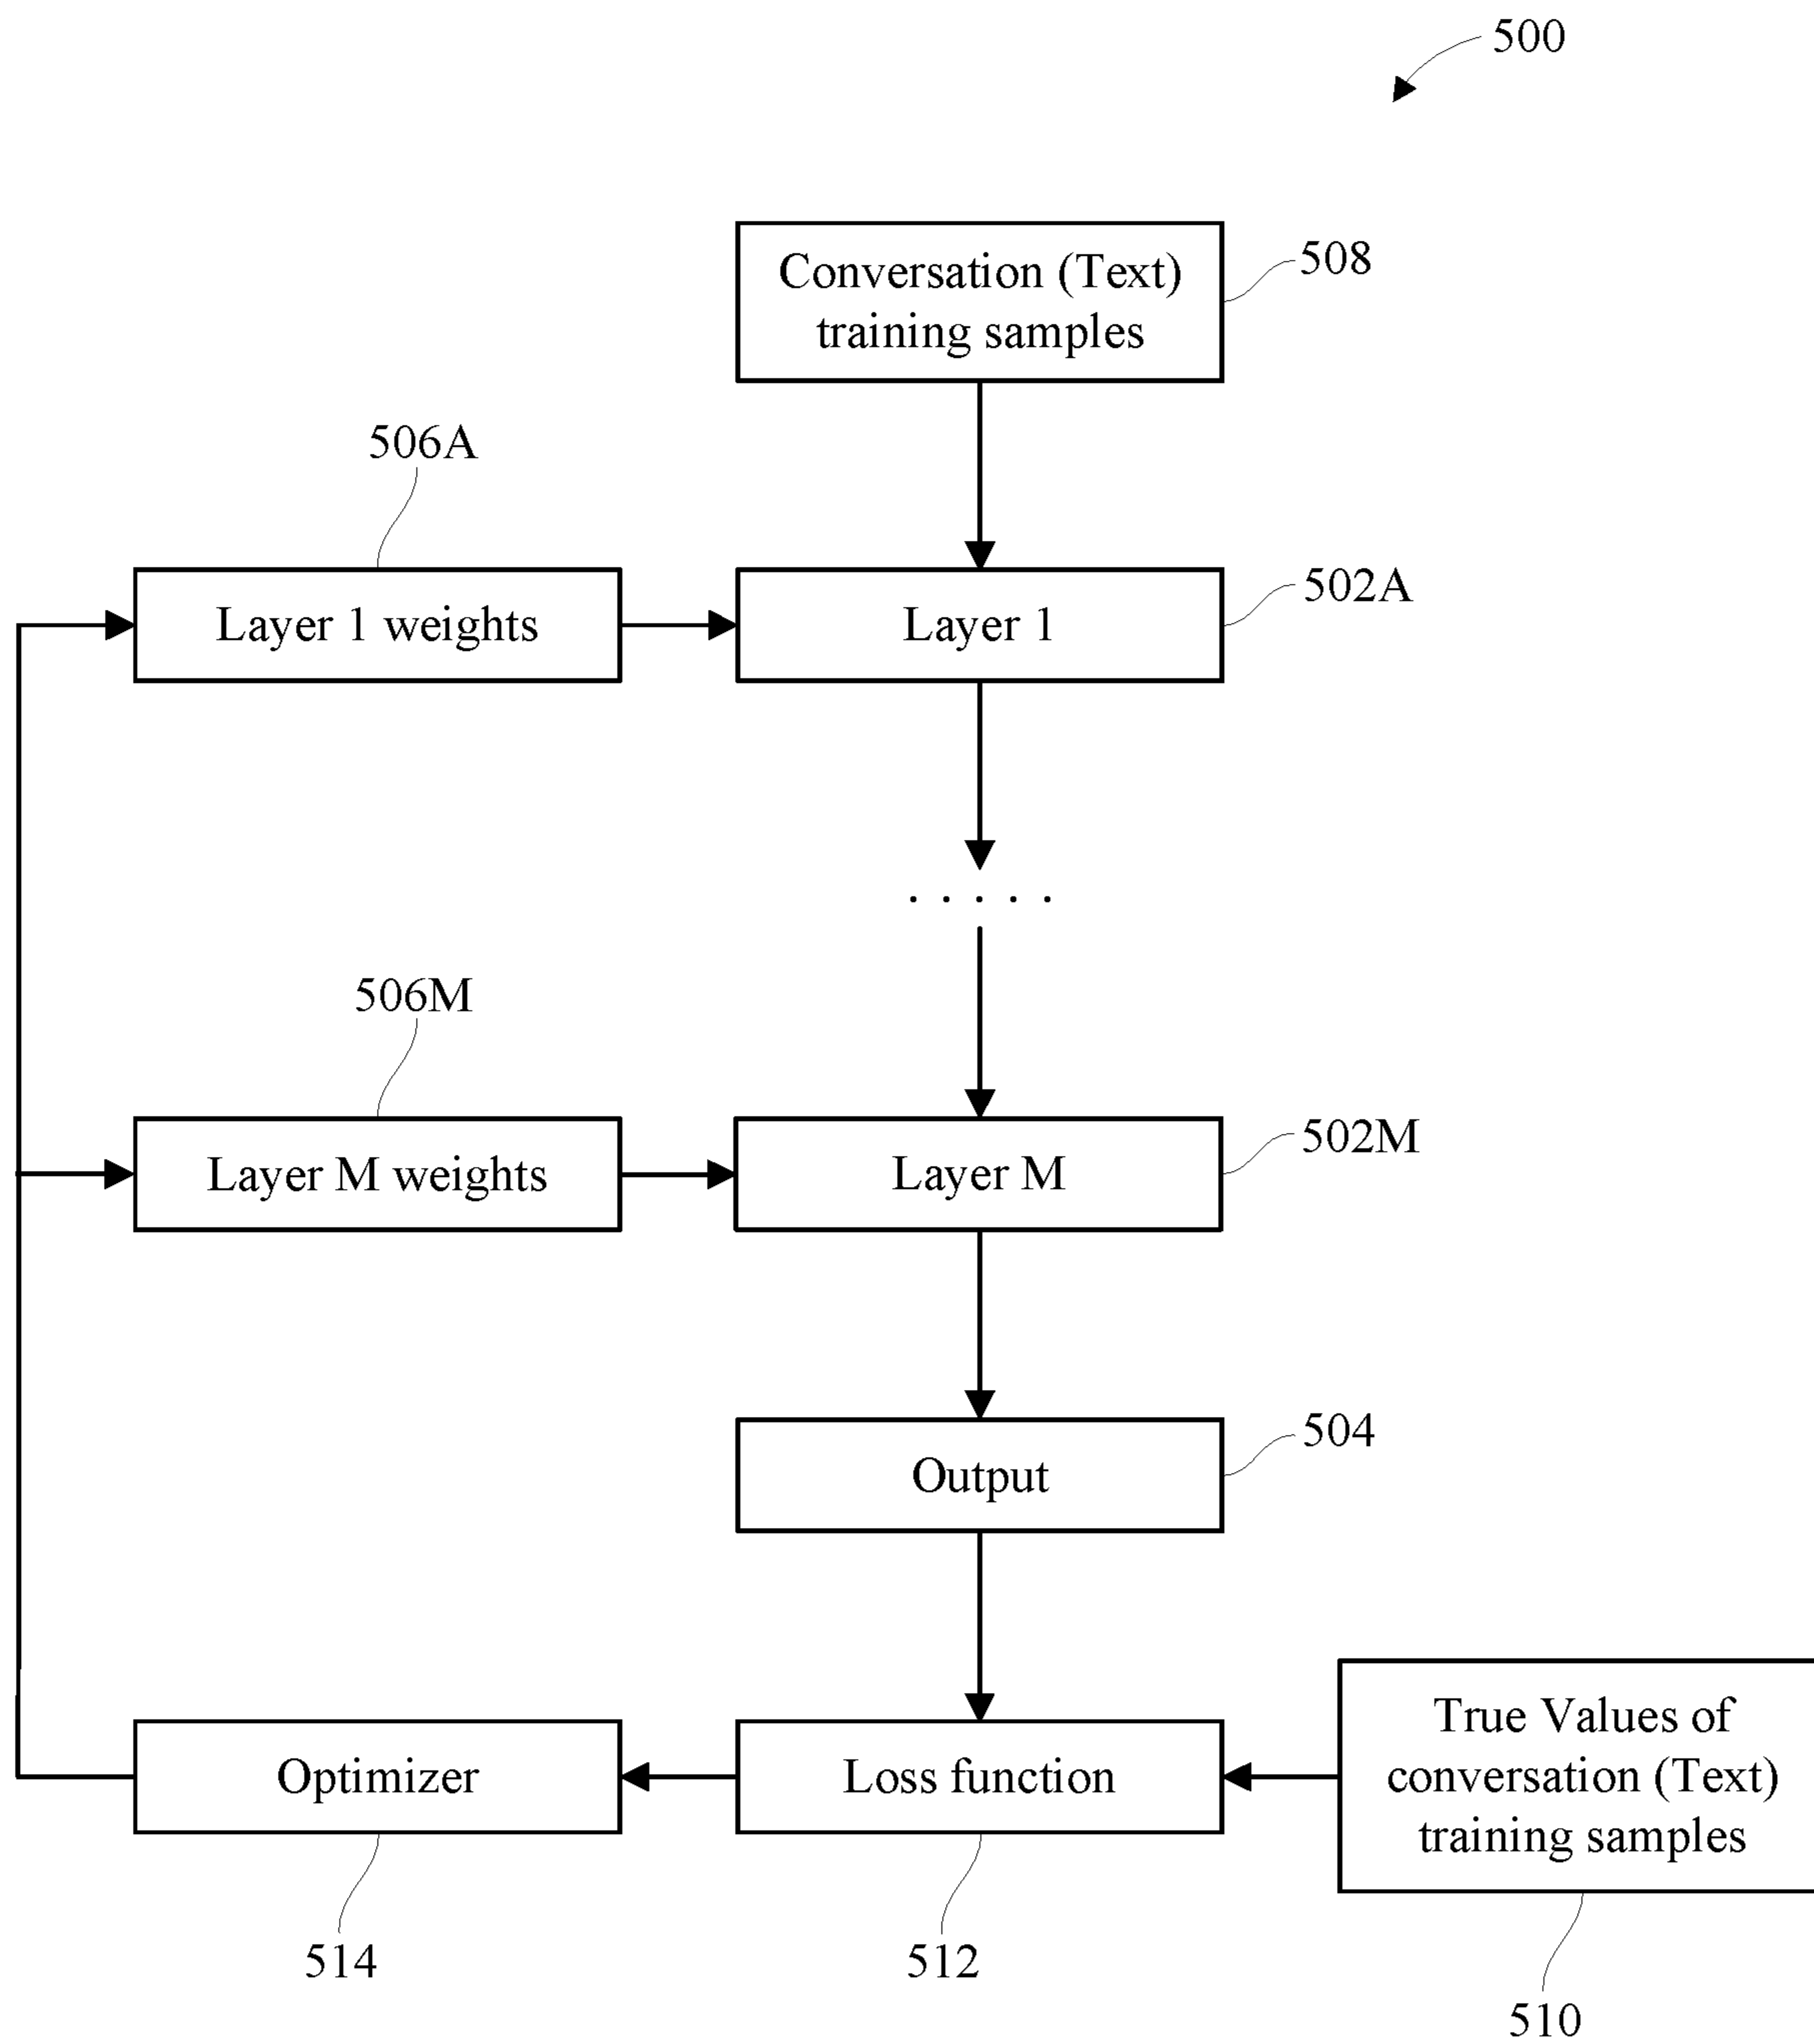 500
Conversation (Text)
training samples
508
506A
Layer 1 weights
Layer 1
502A
. . . . .
506M
Layer M weights
Layer M
502M
Output
504
Optimizer
Loss function
True Values of
conversation (Text)
training samples
514
512
510